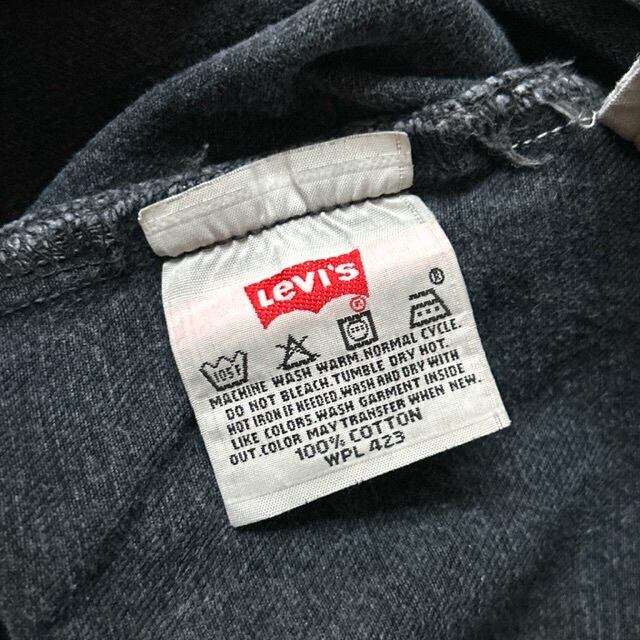 Levi's
®
®
105°
MACHINE WASH WARM. NORMAL CYCLE.
DO NOT BLEACH. TUMBLE DRY HOT.
HOT IRON IF NEEDED. WASH AND DRY WITH
LIKE COLORS. WASH GARMENT INSIDE
OUT. COLOR MAY TRANSFER WHEN NEW.
100% COTTON
WPL 423